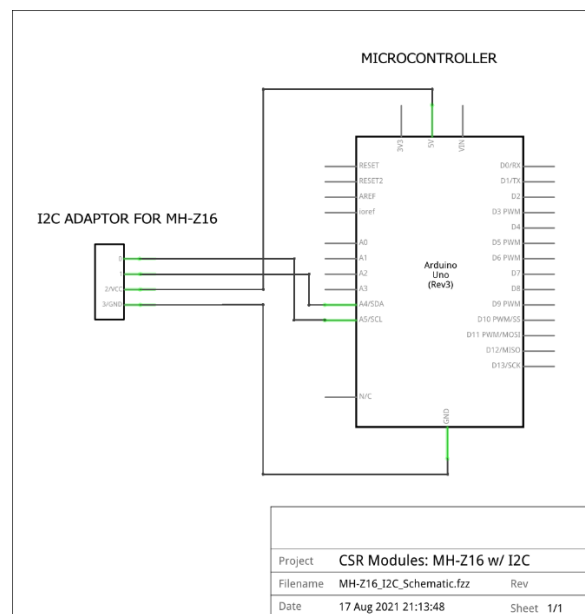 MICROCONTROLLER
3V3
5V
VIN
RESET
RESET2
AREF
ioref
A0
A1
A2
A3
A4/SDA
A5/SCL
N/C
Arduino
Uno
(Rev3)
D0/RX
D1/TX
D2
D3 PWM
D4
D5 PWM
D6 PWM
D7
D8
D9 PWM
D10 PWM/SS
D11 PWM/MOSI
D12/MISO
D13/SCK
GND
I2C ADAPTOR FOR MH-Z16
0
1
2/VCC
3/GND
Project CSR Modules: MH-Z16 w/ I2C
Filename MH-Z16_I2C_Schematic.fzz Rev
Date 17 Aug 2021 21:13:48 Sheet 1/1